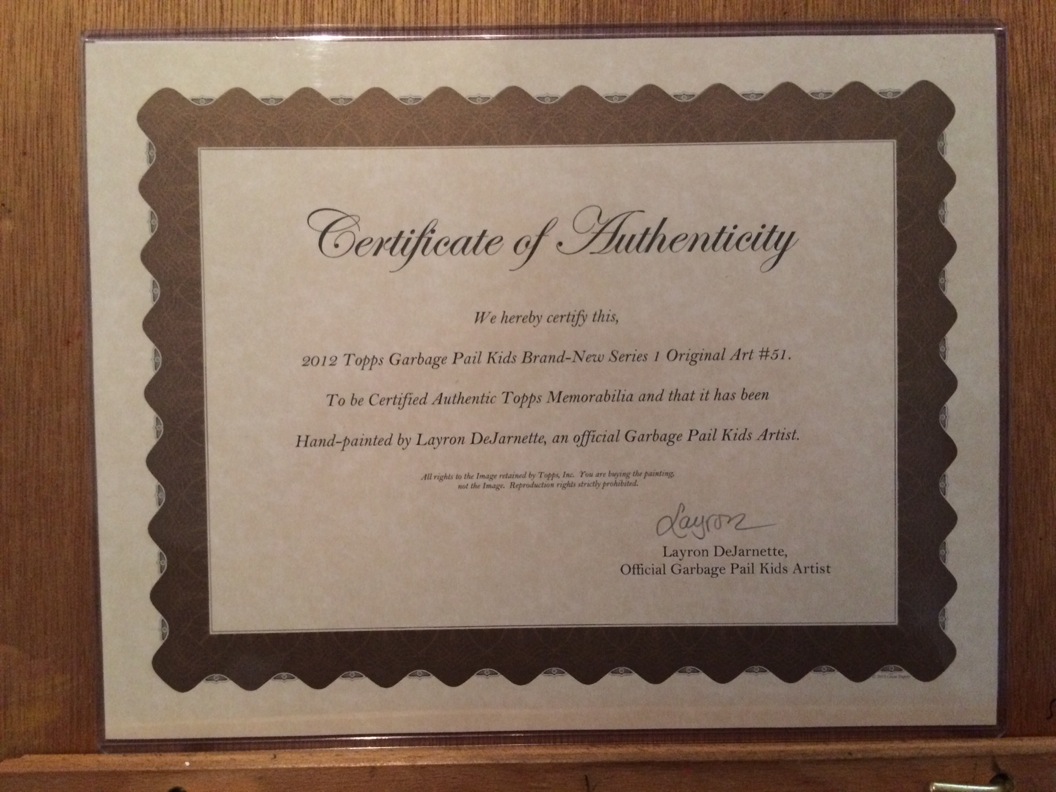 Certificate of Authenticity
We hereby certify this,
2012 Topps Garbage Pail Kids Brand-New Series 1 Original Art #51.
To be Certified Authentic Topps Memorabilia and that it has been
Hand-painted by Layron DeJarnette, an official Garbage Pail Kids Artist.
All rights to the Image retained by Topps, Inc. You are buying the painting,
not the Image. Reproduction rights strictly prohibited.
Layron
Layron DeJarnette,
Official Garbage Pail Kids Artist